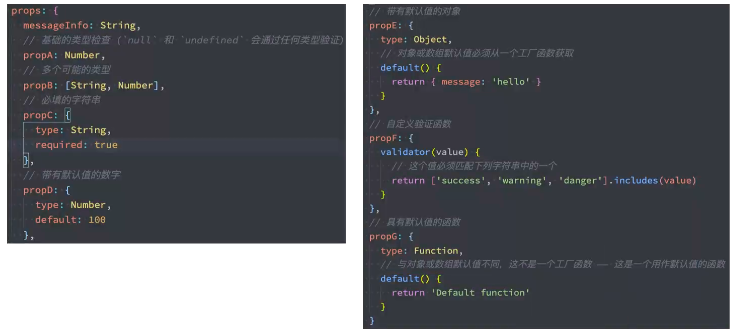 props: {
messageInfo: String,
// 基础的类型检查 (`null` 和 `undefined` 会通过任何类型验证)
propA: Number,
// 多个可能的类型
propB: [String, Number],
// 必填的字符串
propC: {
type: String,
required: true
},
// 带有默认值的数字
propD: {
type: Number,
default: 100
},
// 带有默认值的对象
propE: {
type: Object,
// 对象或数组默认值必须从一个工厂函数获取
default() {
return { message: 'hello' }
}
},
// 自定义验证函数
propF: {
validator(value) {
// 这个值必须匹配下列字符串中的一个
return ['success', 'warning', 'danger'].includes(value)
}
},
// 具有默认值的函数
propG: {
type: Function,
// 与对象或数组默认值不同，这不是一个工厂函数 —— 这是一个用作默认值的函数
default() {
return 'Default function'
}
}